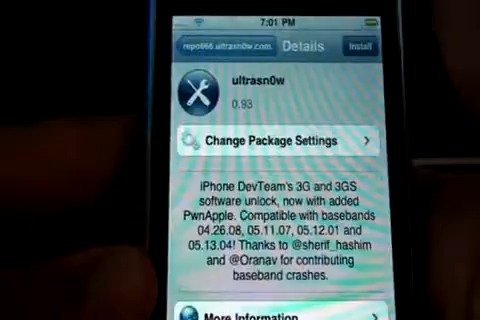 7:01 PM
repo666.ultrasn0w.com.
Details
Install
ultrasn0w
0.93
Change Package Settings
iPhone DevTeam's 3G and 3GS
software unlock, now with added
PwnApple. Compatible with basebands
04.26.08, 05.11.07, 05.12.01 and
05.13.04! Thanks to @sherif_hashim
and @Oranav for contributing
baseband crashes.
More Information